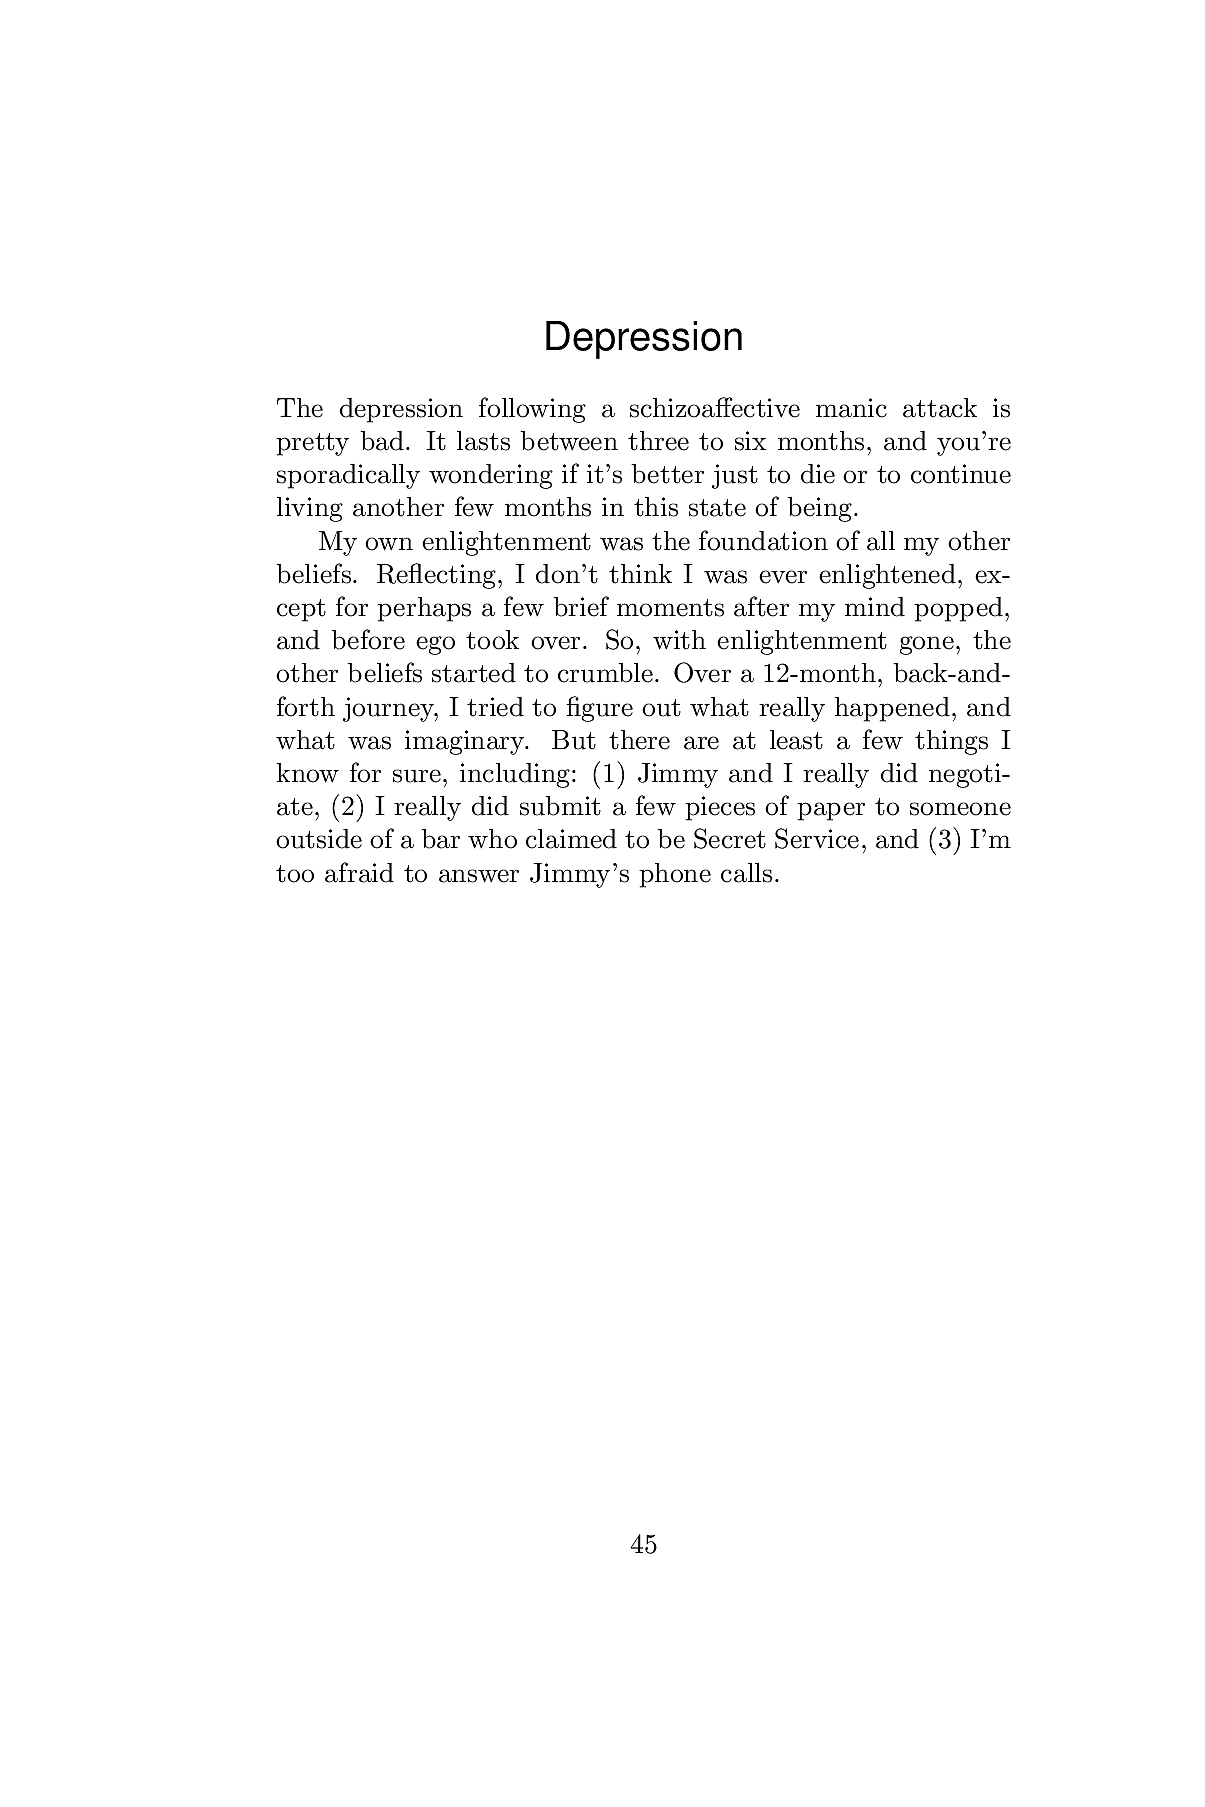 Depression
The depression following a schizoaffective manic attack is
pretty bad. It lasts between three to six months, and you're
sporadically wondering if it's better just to die or to continue
living another few months in this state of being.
My own enlightenment was the foundation of all my other
beliefs. Reflecting, I don't think I was ever enlightened, ex-
cept for perhaps a few brief moments after my mind popped,
and before ego took over. So, with enlightenment gone, the
other beliefs started to crumble. Over a 12-month, back-and-
forth journey, I tried to figure out what really happened, and
what was imaginary. But there are at least a few things I
know for sure, including: (1) Jimmy and I really did negoti-
ate, (2) I really did submit a few pieces of paper to someone
outside of a bar who claimed to be Secret Service, and (3) I'm
too afraid to answer Jimmy's phone calls.
45